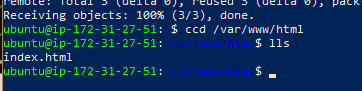 remote: Total 3 (delta 0), reused 3 (delta 0), pack
Receiving objects: 100% (3/3), done.
ubuntu@ip-172-31-27-51: $ ccd /var/www/html
ubuntu@ip-172-31-27-51: /var/www/html$ lls
index.html
ubuntu@ip-172-31-27-51: /var/www/html$